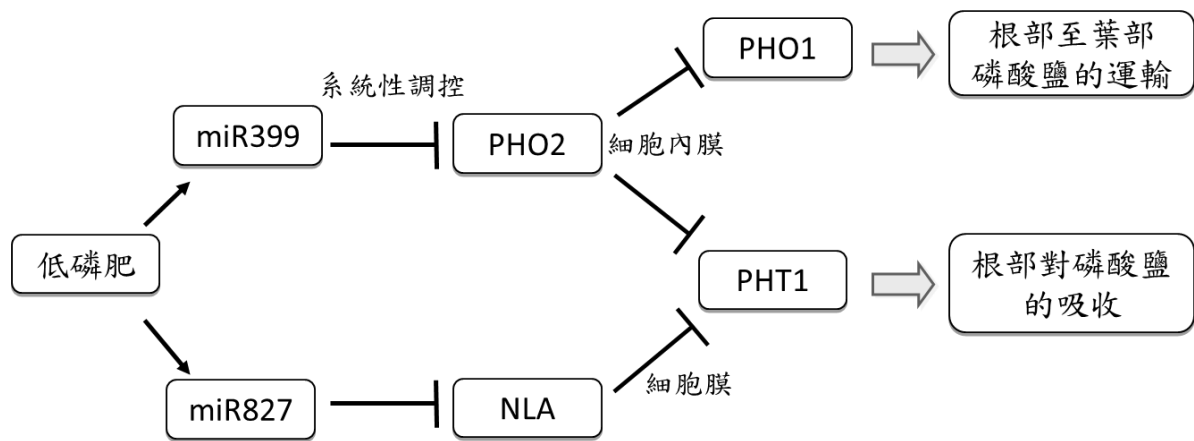 PHO1
根部至葉部
磷酸鹽的運輸
系統性調控
miR399
PHO2
細胞內膜
低磷肥
PHT1
根部對磷酸鹽
的吸收
細胞膜
miR827
NLA